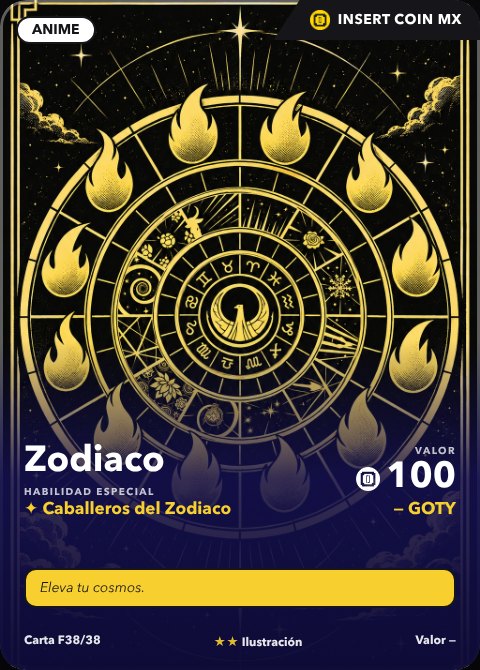 ANIME
INSERT COIN MX
Zodiaco
VALOR
100
HABILIDAD ESPECIAL
✦ Caballeros del Zodiaco
– GOTY
Eleva tu cosmos.
Carta F38/38
★★ Ilustración
Valor –